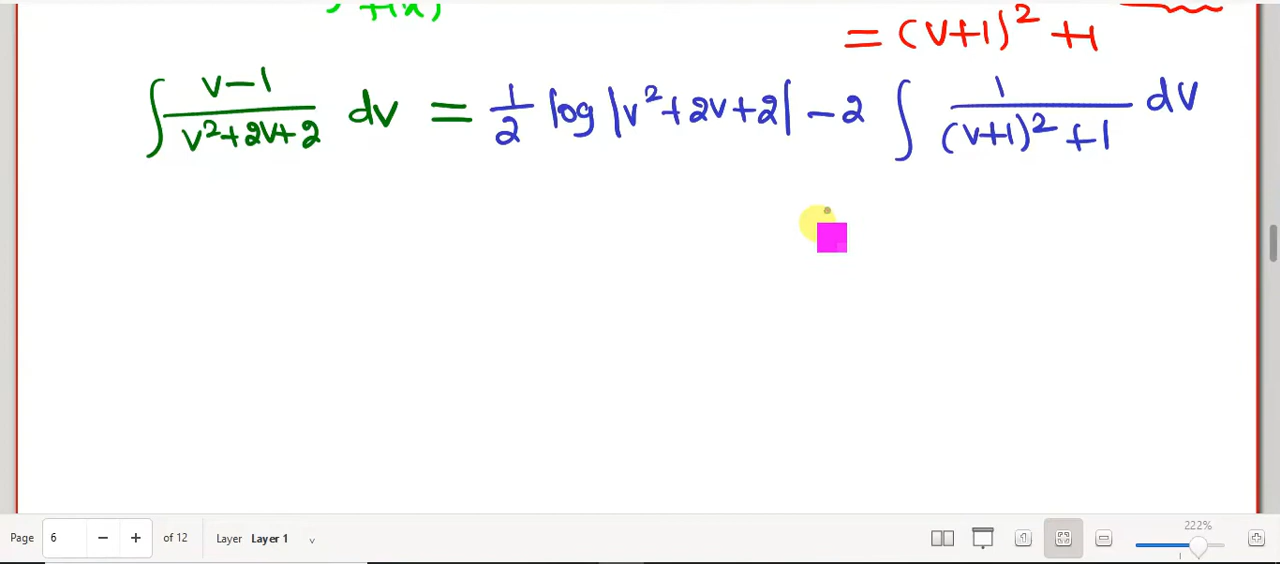 f(x)
= (v+1)² + 1
∫ v-1 / v²+2v+2 dv = 1/2 log |v²+2v+2| - 2 ∫ 1 / (v+1)² + 1 dv
Page 6 of 12 Layer Layer 1 222%